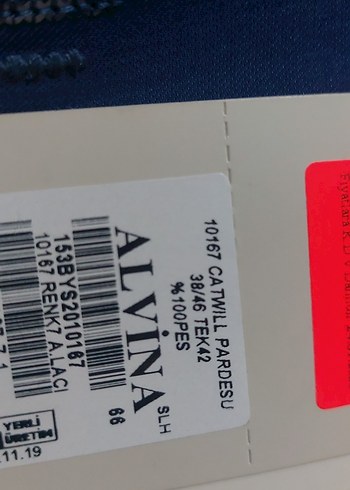 10167 CATWILL PARDESU
38/46 TEK42
%100PES
SLH
ALVİNA
66
153BYS2010167
10167 RENK7 A.LACI
YERLİ
ÜRETİM
.11.19
Fiyatlara K D V